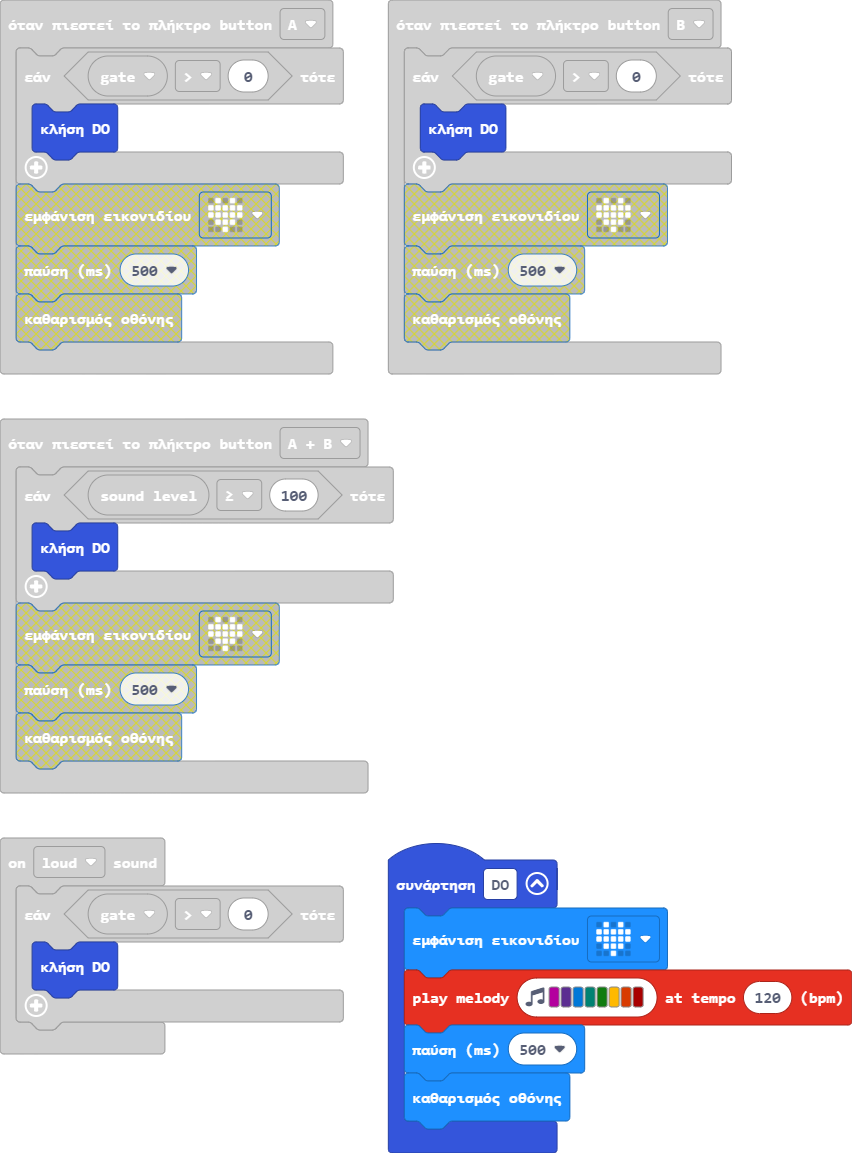 όταν πιεστεί το πλήκτρο button A
εάν gate > 0 τότε
κλήση DO
εμφάνιση εικονιδίου
παύση (ms) 500
καθαρισμός οθόνης
όταν πιεστεί το πλήκτρο button B
εάν gate > 0 τότε
κλήση DO
εμφάνιση εικονιδίου
παύση (ms) 500
καθαρισμός οθόνης
όταν πιεστεί το πλήκτρο button A + B
εάν sound level ≥ 100 τότε
κλήση DO
εμφάνιση εικονιδίου
παύση (ms) 500
καθαρισμός οθόνης
on loud sound
εάν gate > 0 τότε
κλήση DO
συνάρτηση DO
εμφάνιση εικονιδίου
play melody at tempo 120 (bpm)
παύση (ms) 500
καθαρισμός οθόνης